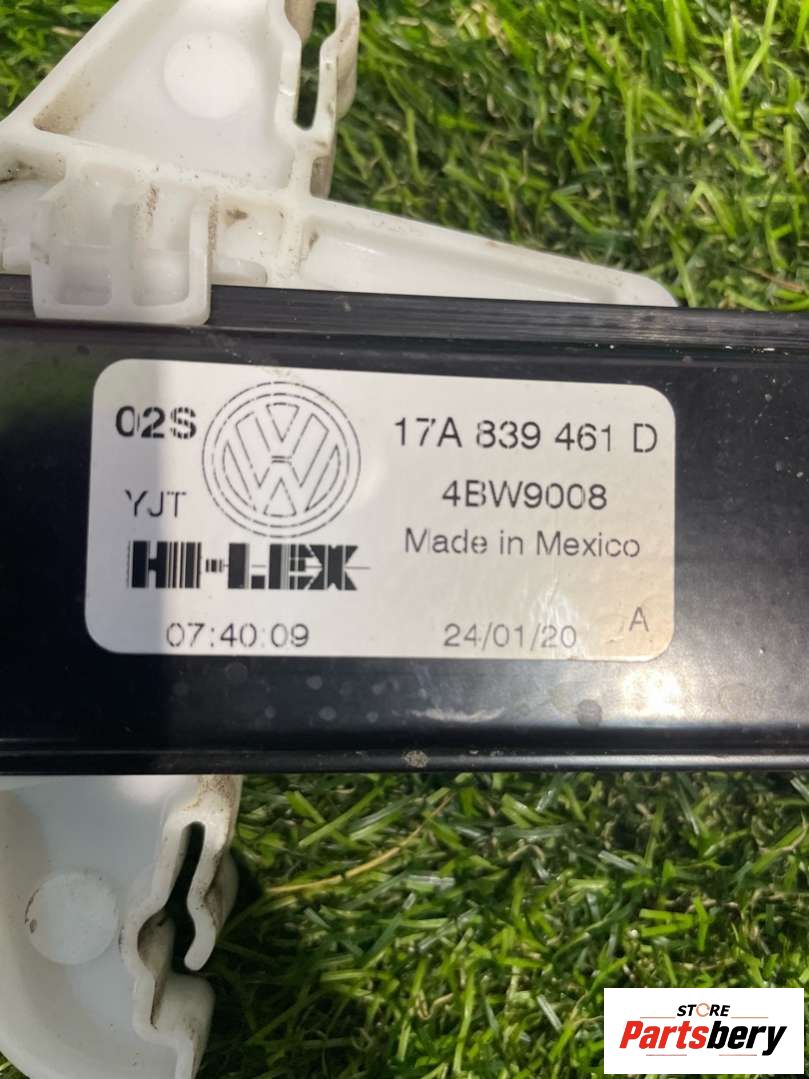 02S
17A 839 461 D
YJT
4BW9008
HI-LEX
Made in Mexico
07:40:09
24/01/20
A
STORE
Partsbery